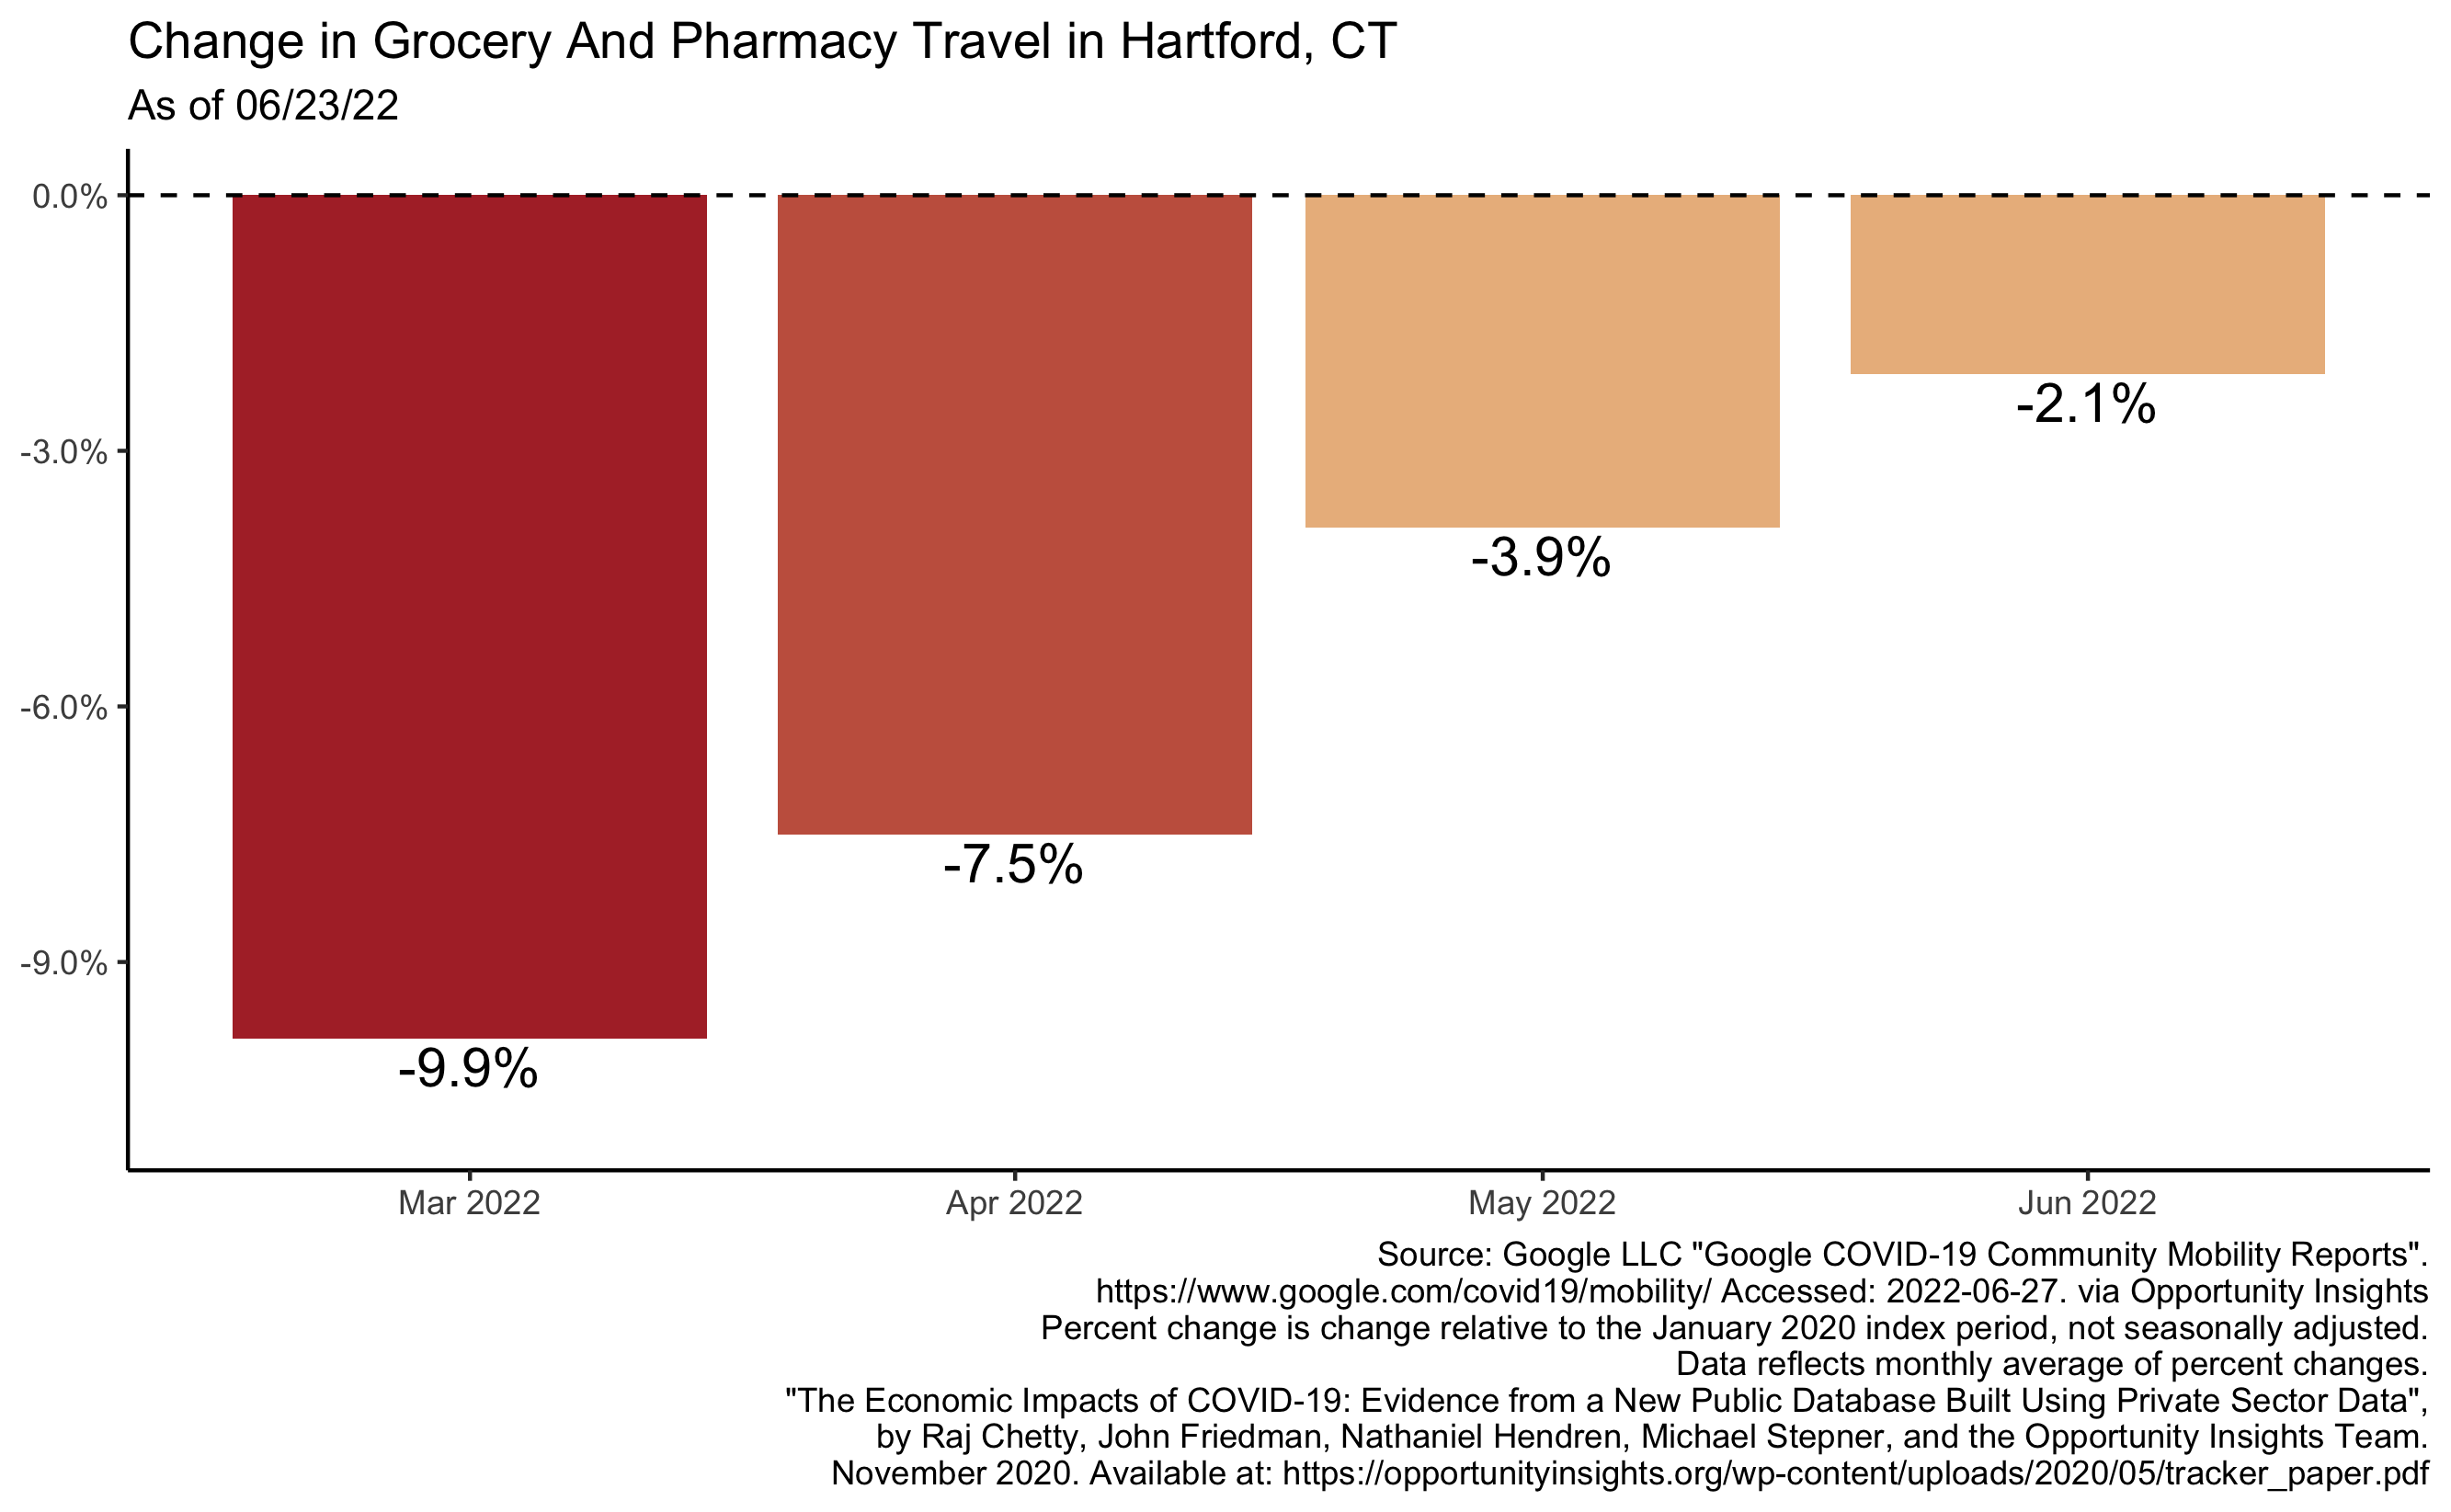 Change in Grocery And Pharmacy Travel in Hartford, CT
As of 06/23/22
0.0%
-3.0%
-6.0%
-9.0%
-9.9%
-7.5%
-3.9%
-2.1%
Mar 2022
Apr 2022
May 2022
Jun 2022
Source: Google LLC "Google COVID-19 Community Mobility Reports".
https://www.google.com/covid19/mobility/ Accessed: 2022-06-27. via Opportunity Insights
Percent change is change relative to the January 2020 index period, not seasonally adjusted.
Data reflects monthly average of percent changes.
"The Economic Impacts of COVID-19: Evidence from a New Public Database Built Using Private Sector Data",
by Raj Chetty, John Friedman, Nathaniel Hendren, Michael Stepner, and the Opportunity Insights Team.
November 2020. Available at: https://opportunityinsights.org/wp-content/uploads/2020/05/tracker_paper.pdf